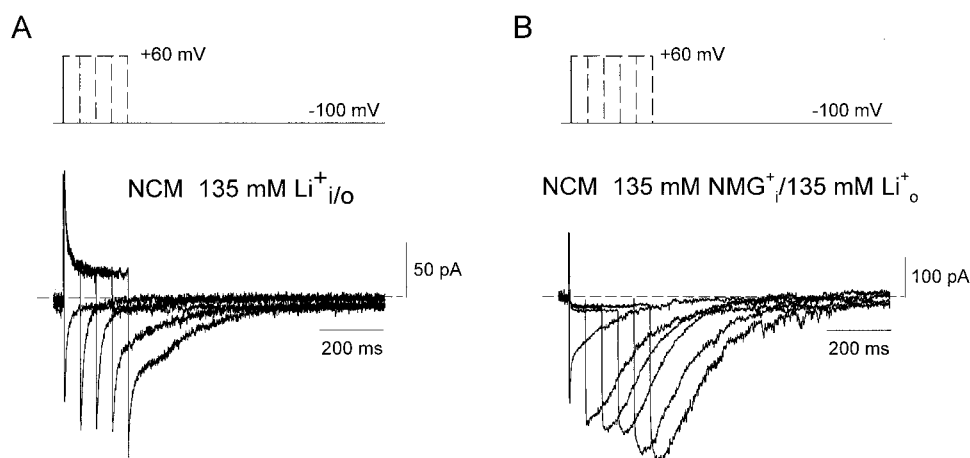 A
+60 mV
-100 mV
NCM 135 mM Li+i/o
50 pA
200 ms
B
+60 mV
-100 mV
NCM 135 mM NMG+i/135 mM Li+o
100 pA
200 ms